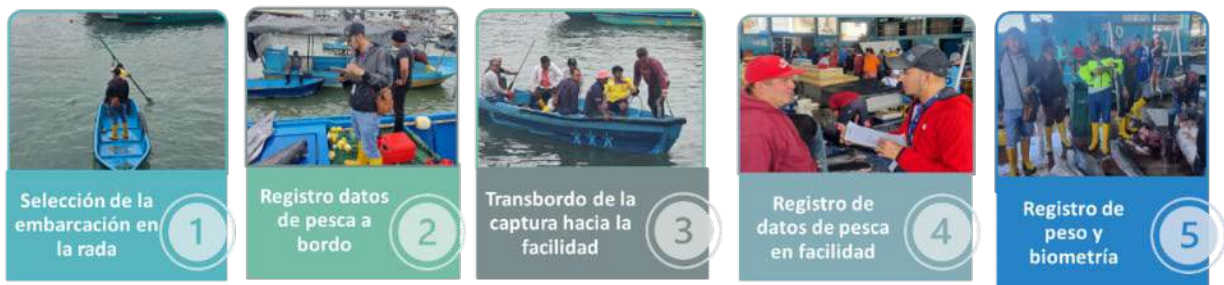 Selección de la
embarcación en
la rada
1
Registro datos
de pesca a
bordo
2
Transbordo de la
captura hacia la
facilidad
3
Registro de
datos de pesca
en facilidad
4
Registro de
peso y
biometría
5